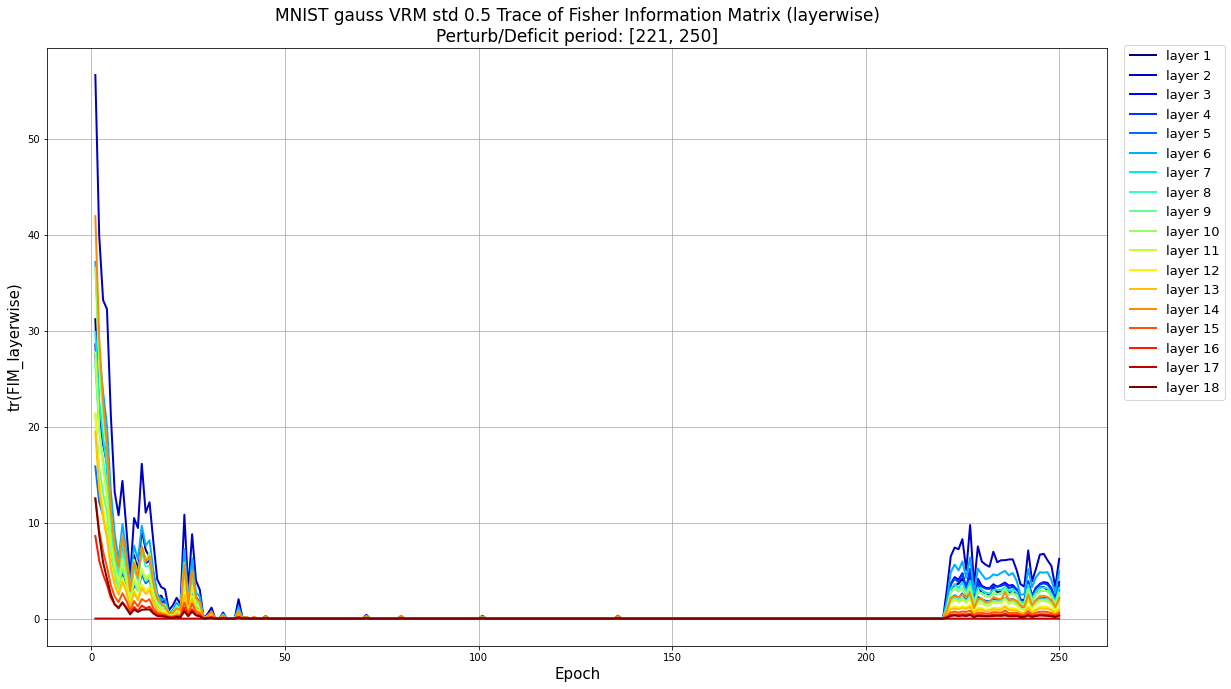 MNIST gauss VRM std 0.5 Trace of Fisher Information Matrix (layerwise)
Perturb/Deficit period: [221, 250]
tr(FIM_layerwise)
50
40
30
20
10
0
0
50
100
150
200
250
Epoch
layer 1
layer 2
layer 3
layer 4
layer 5
layer 6
layer 7
layer 8
layer 9
layer 10
layer 11
layer 12
layer 13
layer 14
layer 15
layer 16
layer 17
layer 18